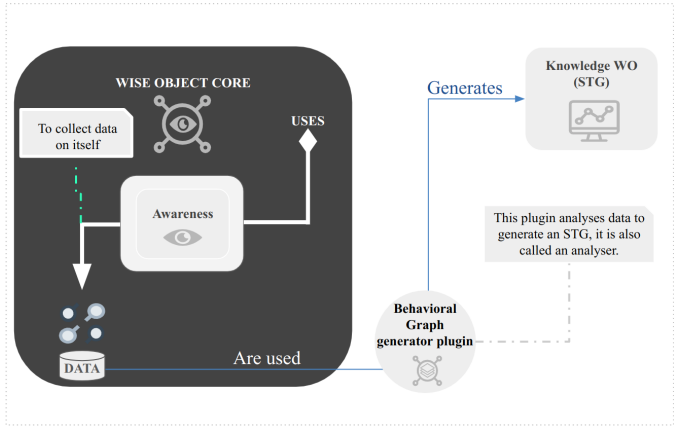 WISE OBJECT CORE
To collect data
on itself
USES
Awareness
DATA
Are used
Generates
Knowledge WO
(STG)
This plugin analyses data to
generate an STG, it is also
called an analyser.
Behavioral
Graph
generator plugin